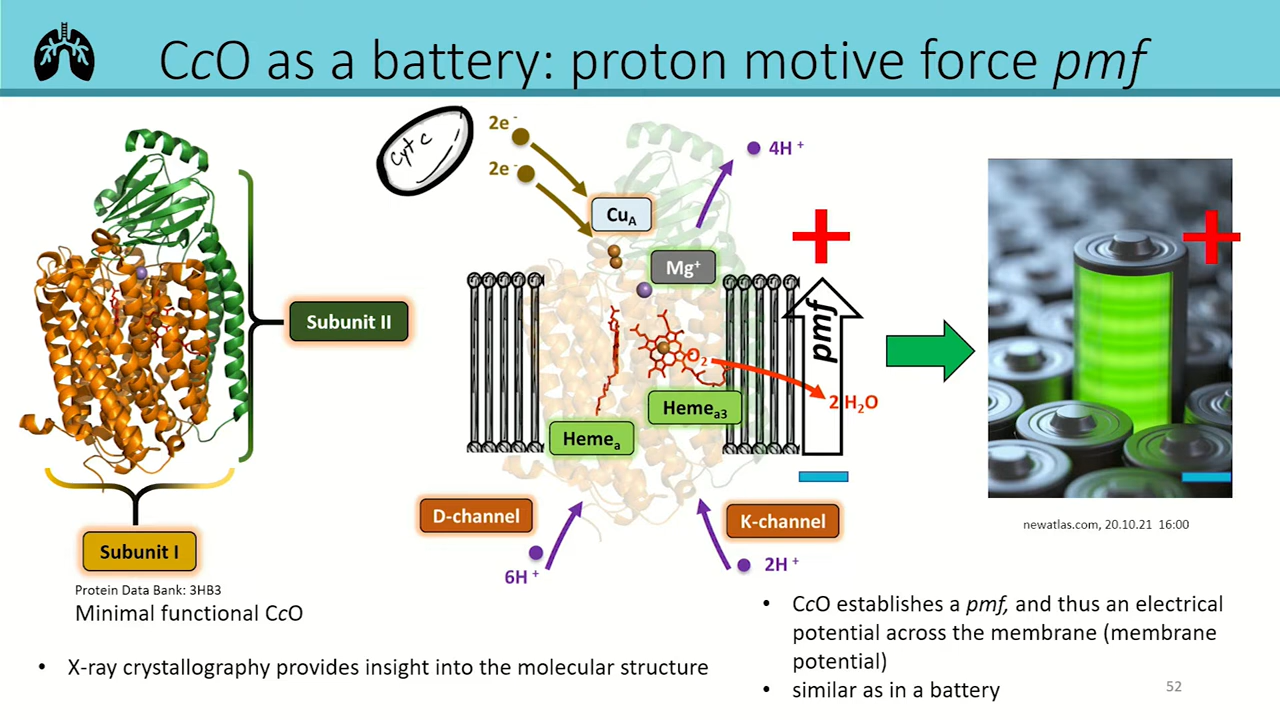 CcO as a battery: proton motive force pmf
cyt c
2e-
2e-
CuA
4H+
Mg+
pmf
O2
2 H2O
Hemea3
Hemea
Subunit II
D-channel
K-channel
6H+
2H+
Subunit I
Protein Data Bank: 3HB3
Minimal functional CcO
• X-ray crystallography provides insight into the molecular structure
newatlas.com, 20.10.21 16:00
• CcO establishes a pmf, and thus an electrical
potential across the membrane (membrane
potential)
• similar as in a battery
52